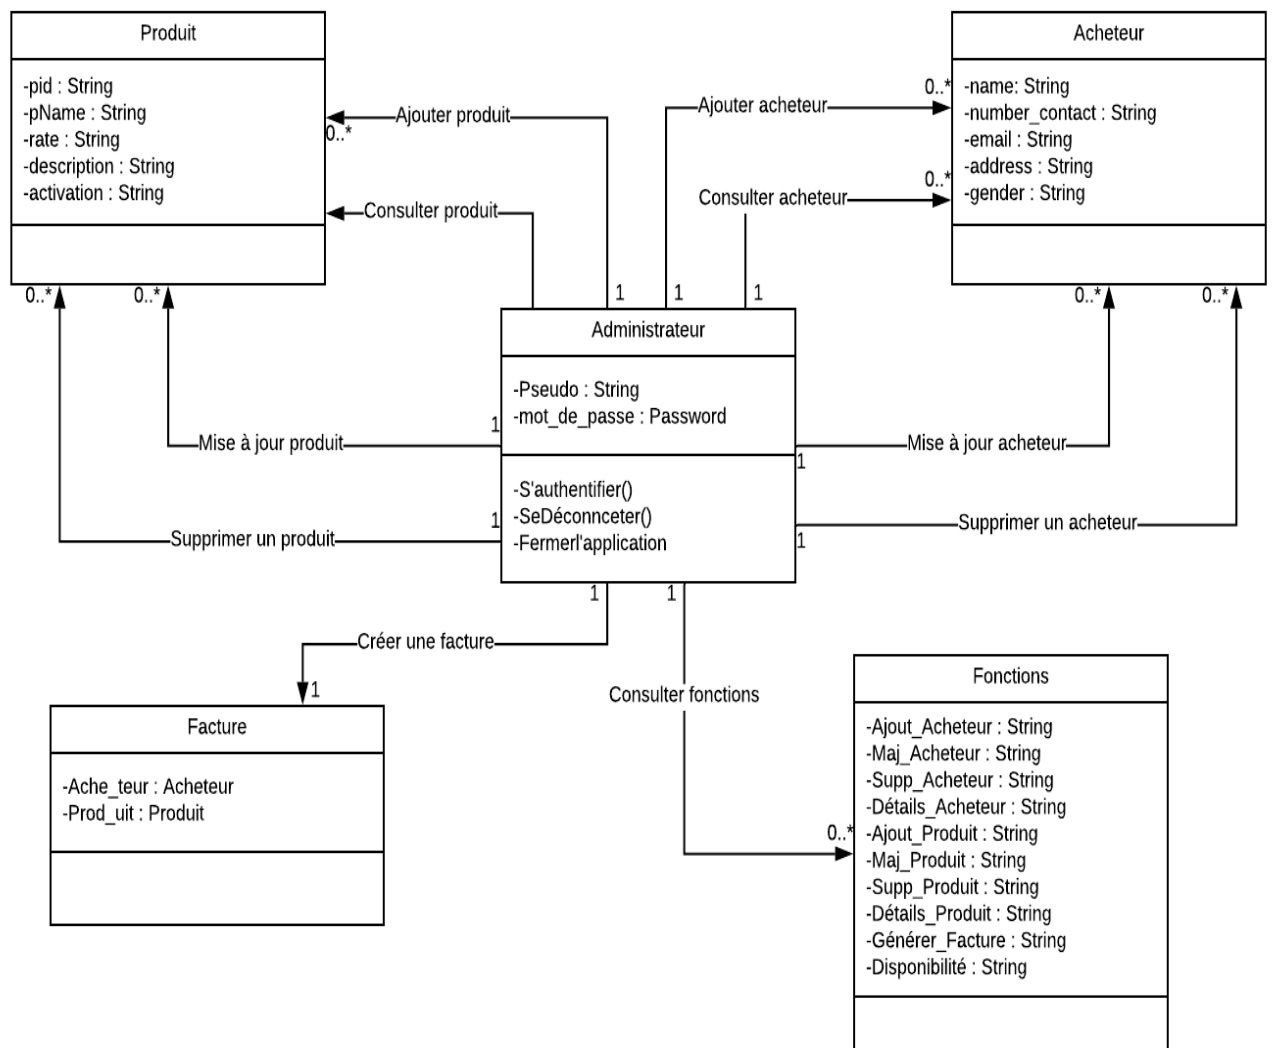 Produit
-pid : String
-pName : String
-rate : String
-description : String
-activation : String
Acheteur
-name: String
-number_contact : String
-email : String
-address : String
-gender : String
Ajouter produit
0..*
Consulter produit
Ajouter acheteur
0..*
Consulter acheteur
0..*
0..*
0..*
0..*
0..*
1
1
1
Administrateur
-Pseudo : String
-mot_de_passe : Password
-S'authentifier()
-SeDéconnceter()
-Fermerl'application
1
Mise à jour produit
1
Supprimer un produit
Mise à jour acheteur
1
Supprimer un acheteur
1
1
1
Créer une facture
1
Consulter fonctions
0..*
Facture
-Ache_teur : Acheteur
-Prod_uit : Produit
Fonctions
-Ajout_Acheteur : String
-Maj_Acheteur : String
-Supp_Acheteur : String
-Détails_Acheteur : String
-Ajout_Produit : String
-Maj_Produit : String
-Supp_Produit : String
-Détails_Produit : String
-Générer_Facture : String
-Disponibilité : String